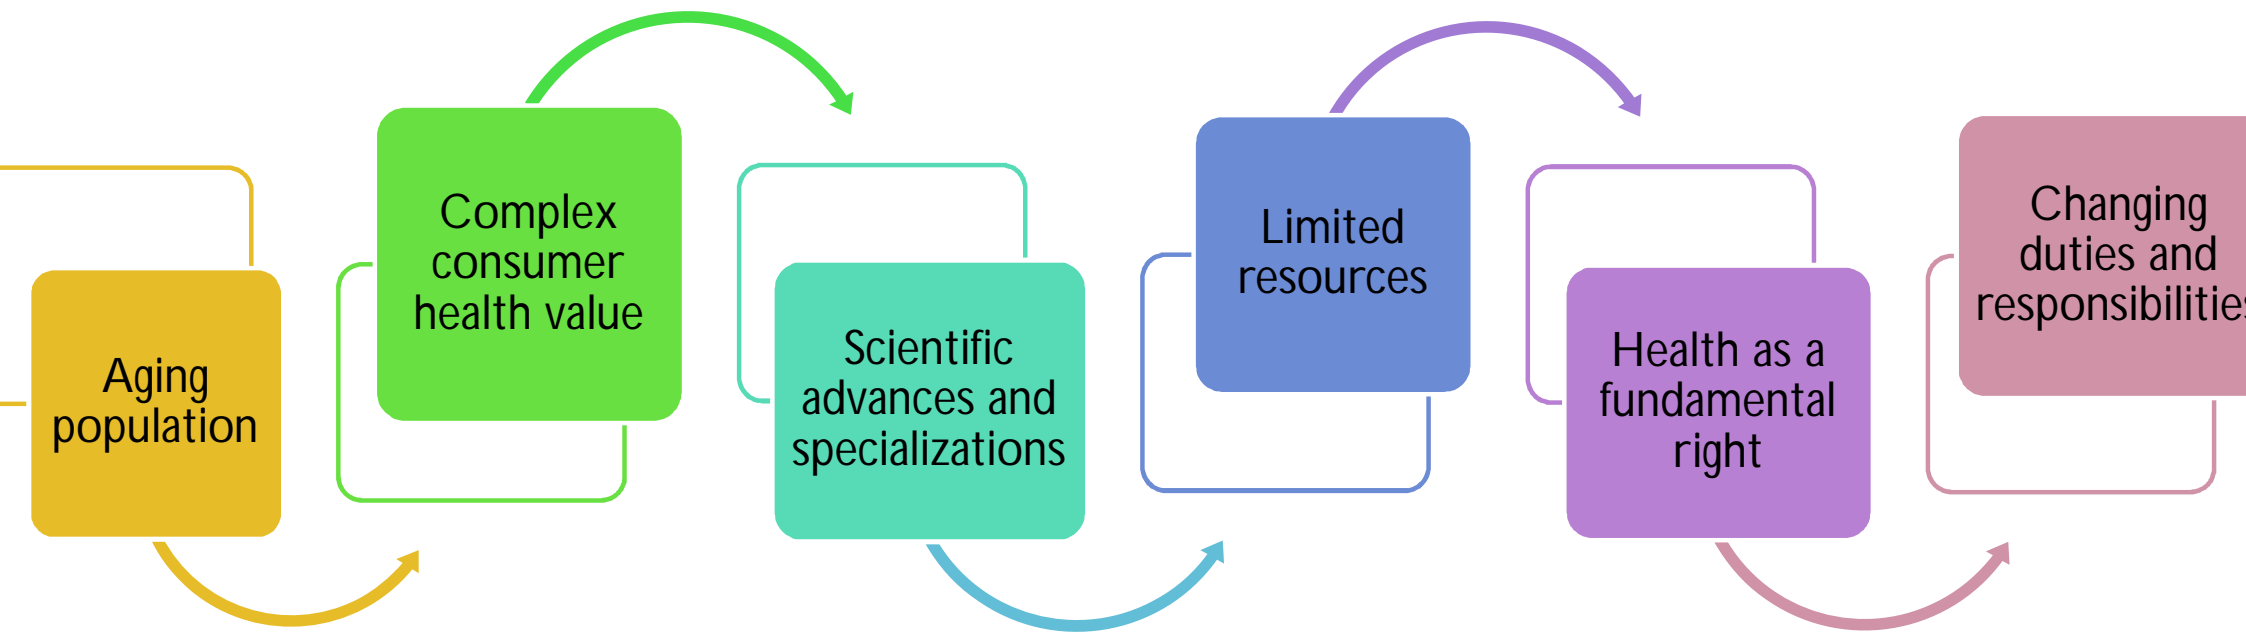 Aging
population
Complex
consumer
health value
Scientific
advances and
specializations
Limited
resources
Health as a
fundamental
right
Changing
duties and
responsibilities